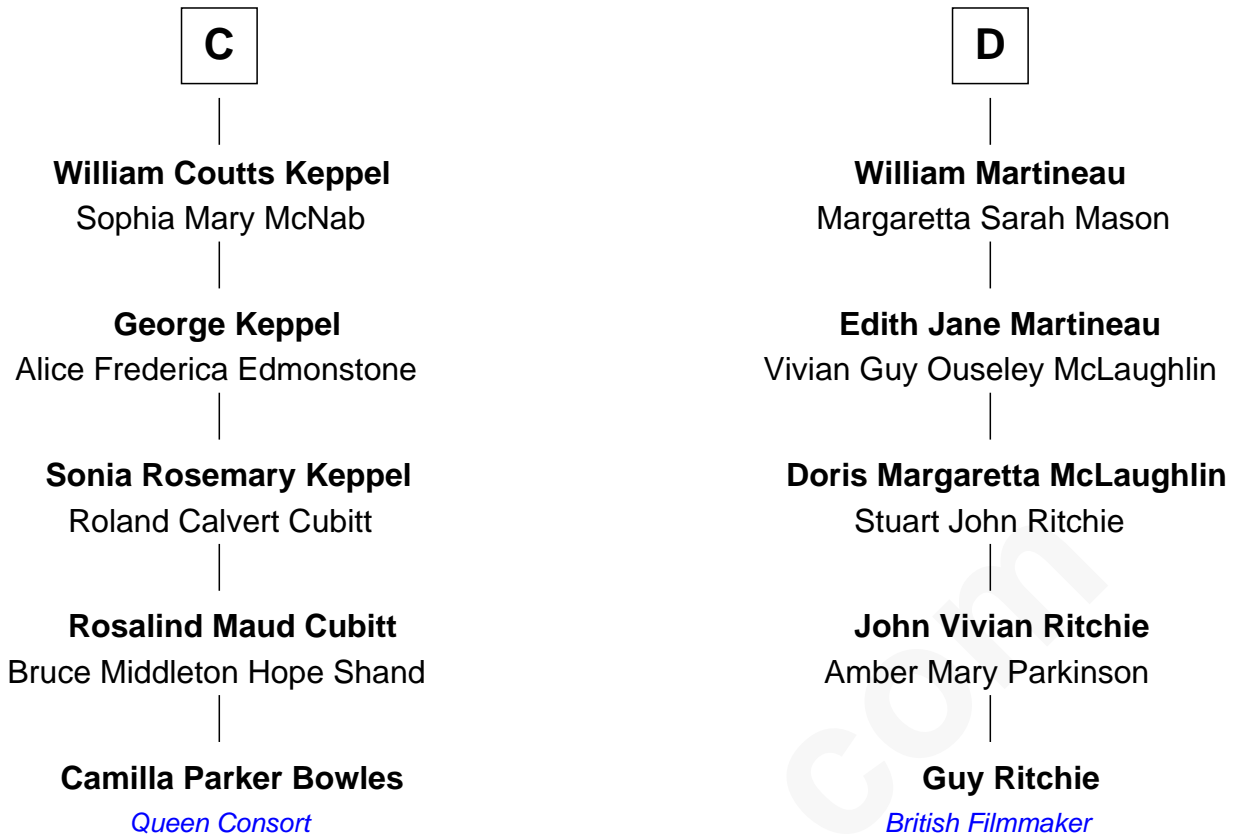 C
William Coutts Keppel
Sophia Mary McNab
George Keppel
Alice Frederica Edmonstone
Sonia Rosemary Keppel
Roland Calvert Cubitt
Rosalind Maud Cubitt
Bruce Middleton Hope Shand
Camilla Parker Bowles
Queen Consort
D
William Martineau
Margaretta Sarah Mason
Edith Jane Martineau
Vivian Guy Ouseley McLaughlin
Doris Margaretta McLaughlin
Stuart John Ritchie
John Vivian Ritchie
Amber Mary Parkinson
Guy Ritchie
British Filmmaker
com